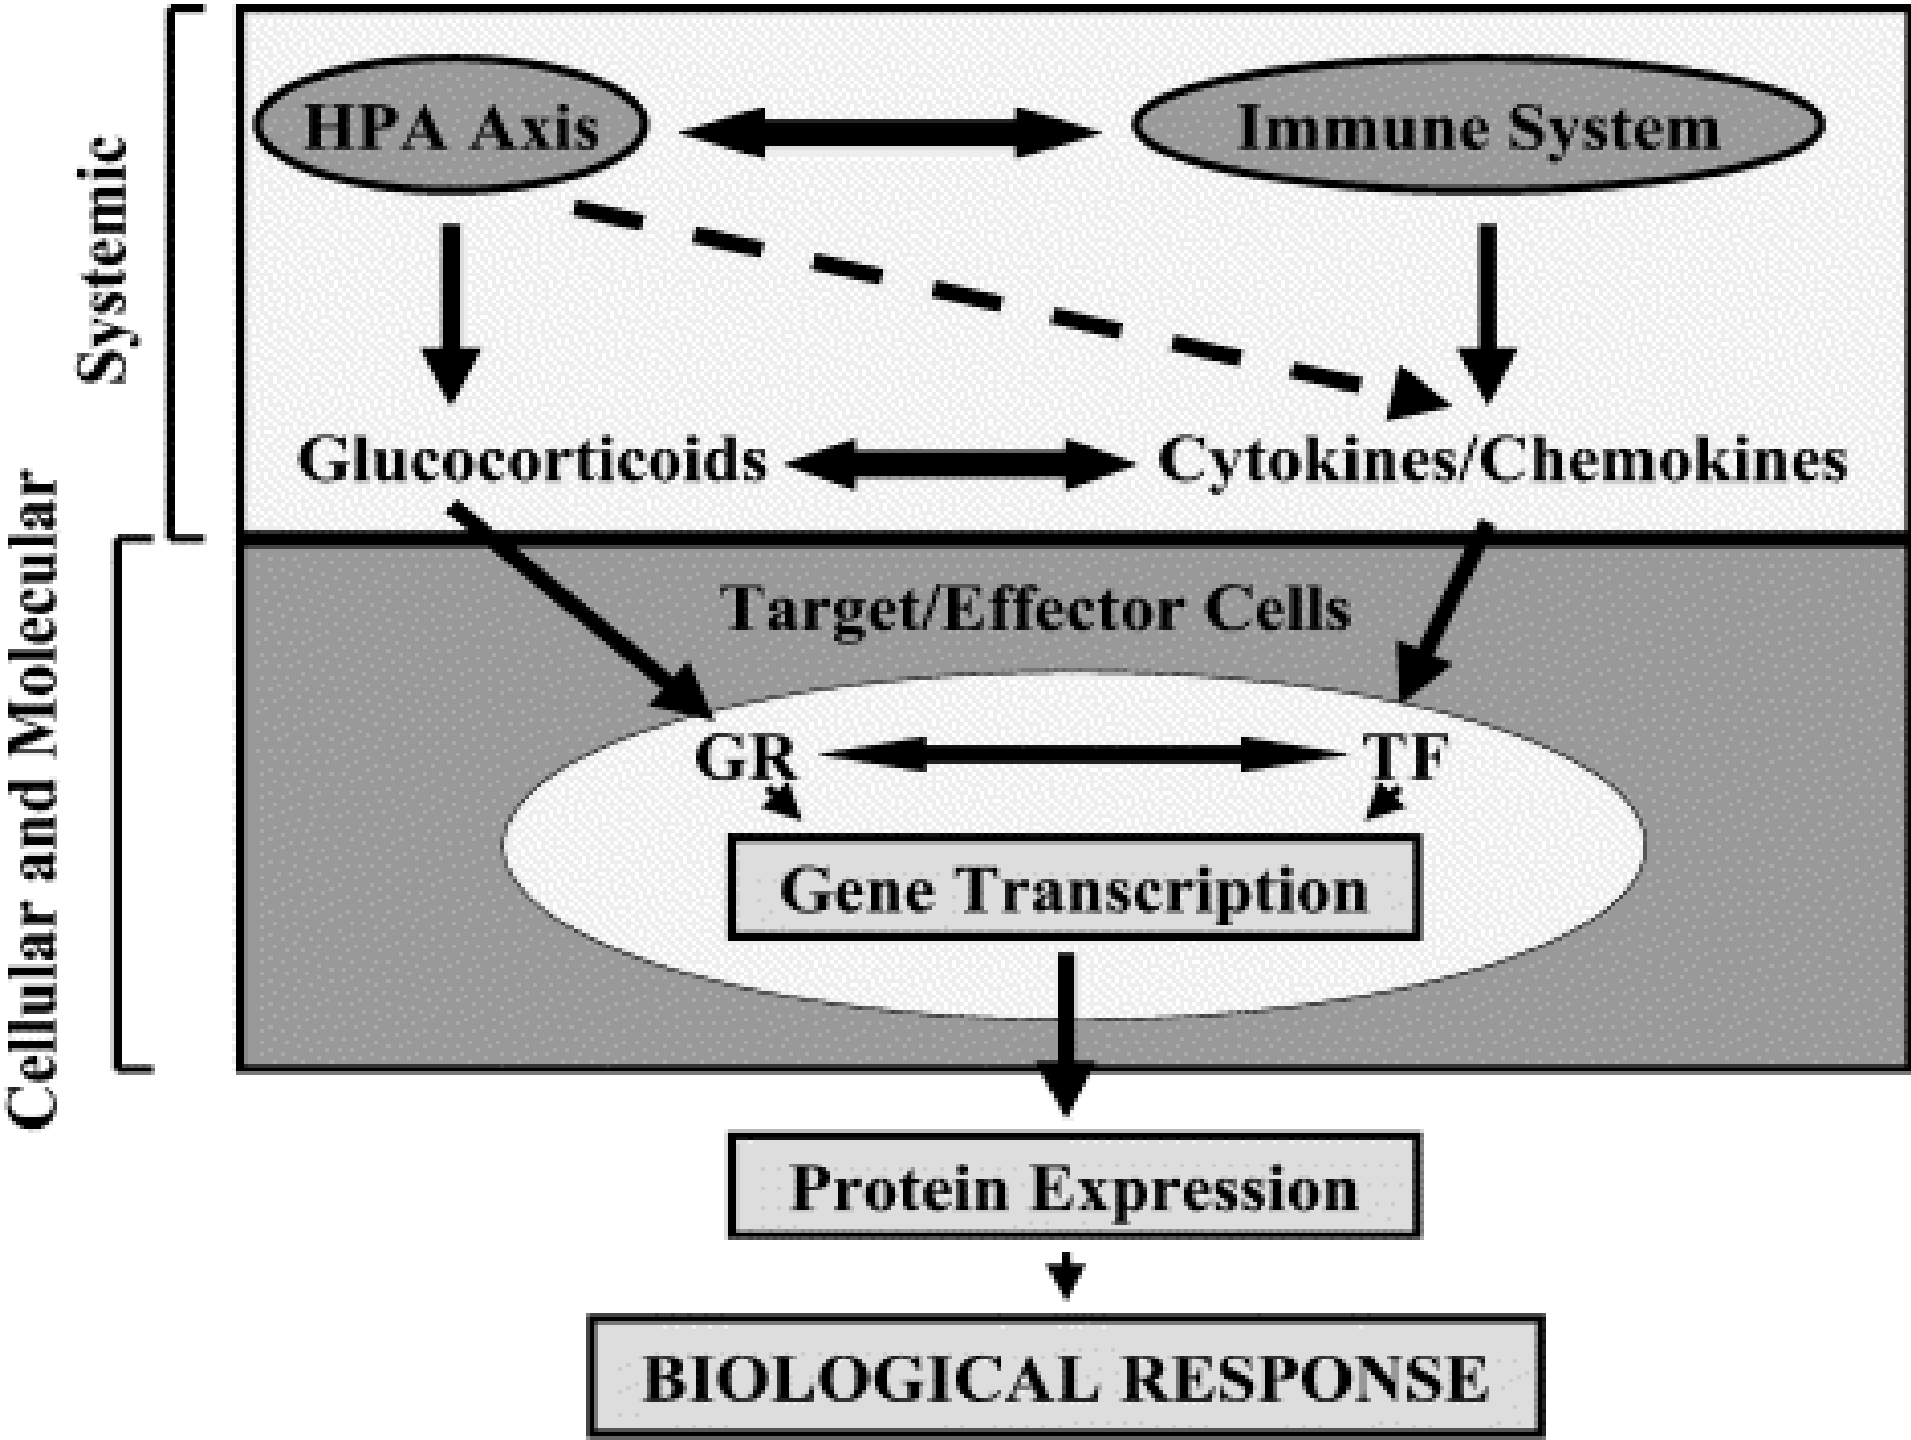 Systemic
HPA Axis
Immune System
Glucocorticoids
Cytokines/Chemokines
Cellular and Molecular
Target/Effector Cells
GR
TF
Gene Transcription
Protein Expression
BIOLOGICAL RESPONSE